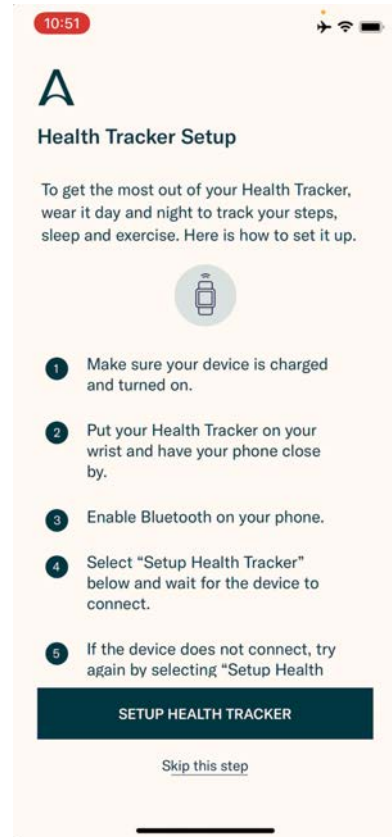 10:51
Health Tracker Setup
To get the most out of your Health Tracker,
wear it day and night to track your steps,
sleep and exercise. Here is how to set it up.
1 Make sure your device is charged
and turned on.
2 Put your Health Tracker on your
wrist and have your phone close
by.
3 Enable Bluetooth on your phone.
4 Select “Setup Health Tracker”
below and wait for the device to
connect.
5 If the device does not connect, try
again by selecting “Setup Health
SETUP HEALTH TRACKER
Skip this step